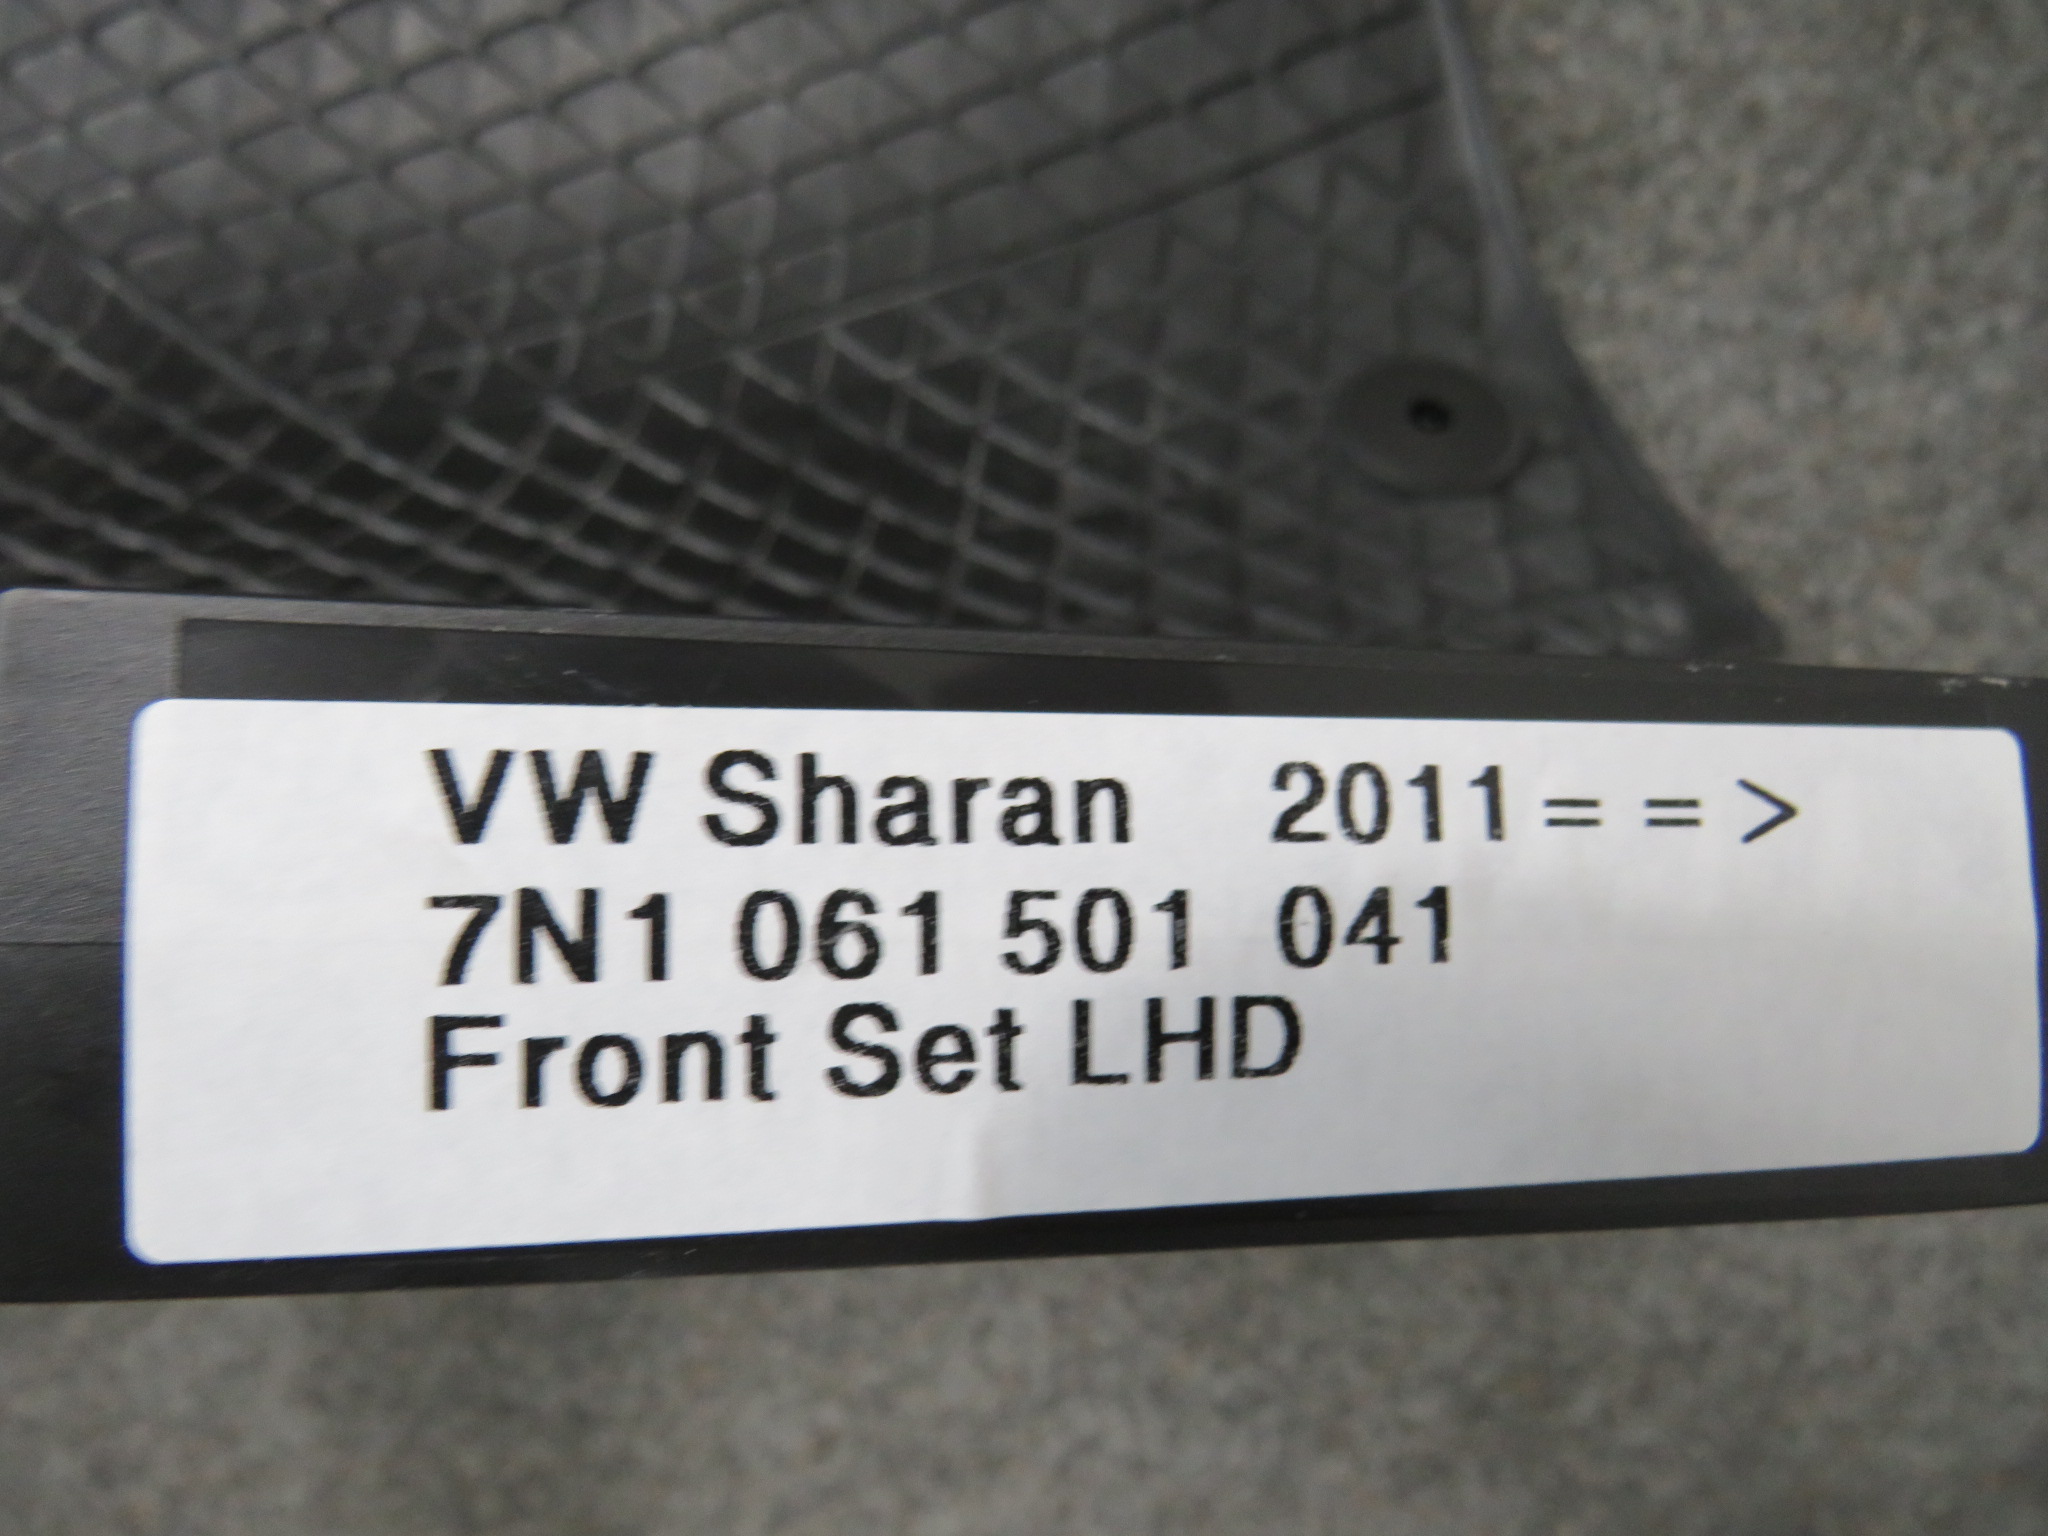 VW Sharan 2011= = >
7N1 061 501 041
Front Set LHD